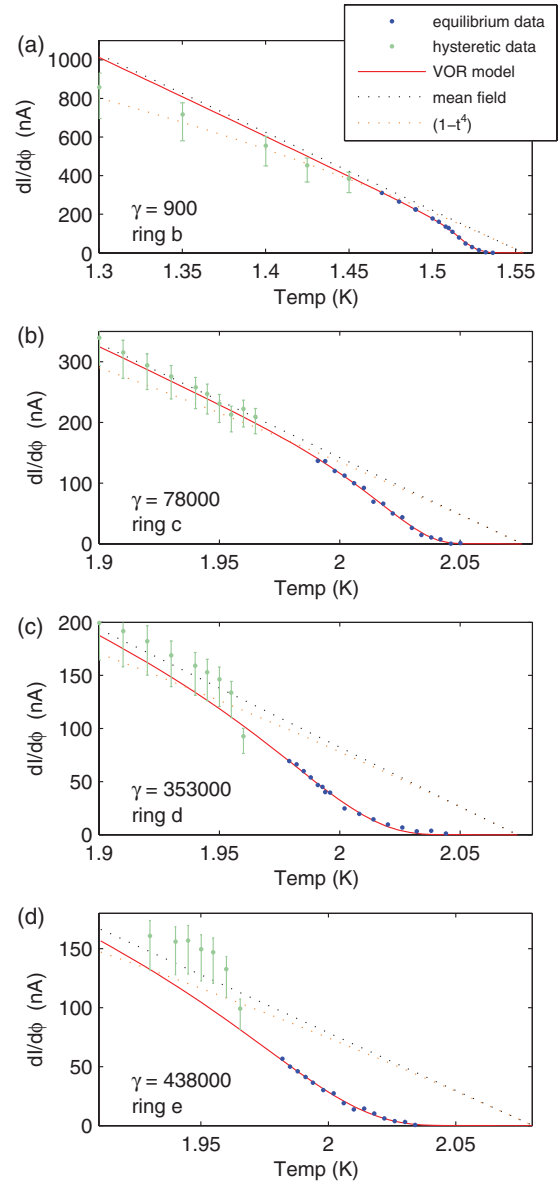 equilibrium data
hysteretic data
VOR model
mean field
(1−t⁴)
(a)
1000
800
600
400
200
0
dI/dϕ (nA)
γ = 900
ring b
1.3
1.35
1.4
1.45
1.5
1.55
Temp (K)
(b)
300
200
100
0
dI/dϕ (nA)
γ = 78000
ring c
1.9
1.95
2
2.05
Temp (K)
(c)
200
150
100
50
0
dI/dϕ (nA)
γ = 353000
ring d
1.9
1.95
2
2.05
Temp (K)
(d)
150
100
50
0
dI/dϕ (nA)
γ = 438000
ring e
1.95
2
2.05
Temp (K)